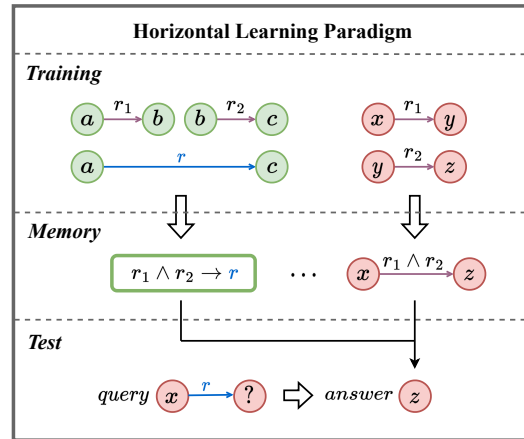 Horizontal Learning Paradigm
Training
a r₁ b b r₂ c x r₁ y
a r c y r₂ z
Memory
r₁ ∧ r₂ → r ··· x r₁ ∧ r₂ z
Test
query x r ? answer z